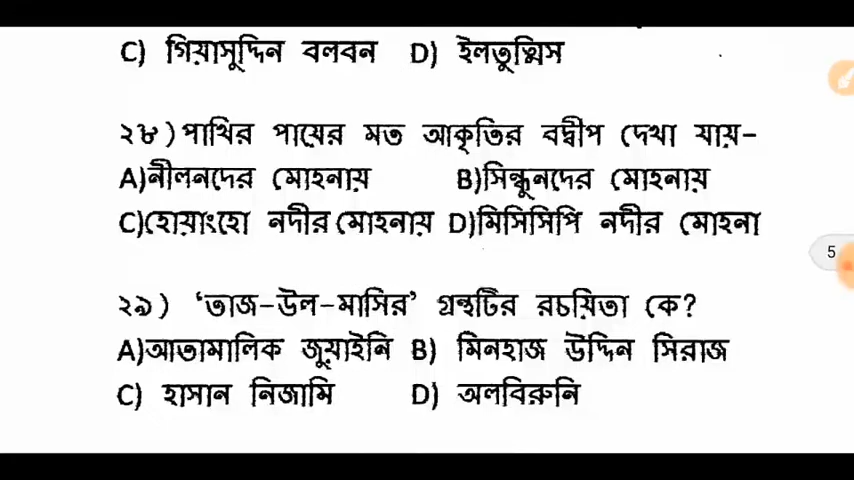 C) গিয়াসুদ্দিন বলবন D) ইলতুত্মিস
২৮)পাখির পায়ের মত আকৃতির বদ্বীপ দেখা যায়-
A)নীলনদের মোহনায় B)সিন্ধুনদের মোহনায়
C)হোয়াংহো নদীর মোহনায় D)মিসিসিপি নদীর মোহনা
5
২৯) ‘তাজ-উল-মাসির’ গ্রন্থটির রচয়িতা কে?
A)আতামালিক জুয়াইনি B) মিনহাজ উদ্দিন সিরাজ
C) হাসান নিজামি D) অলবিরুনি